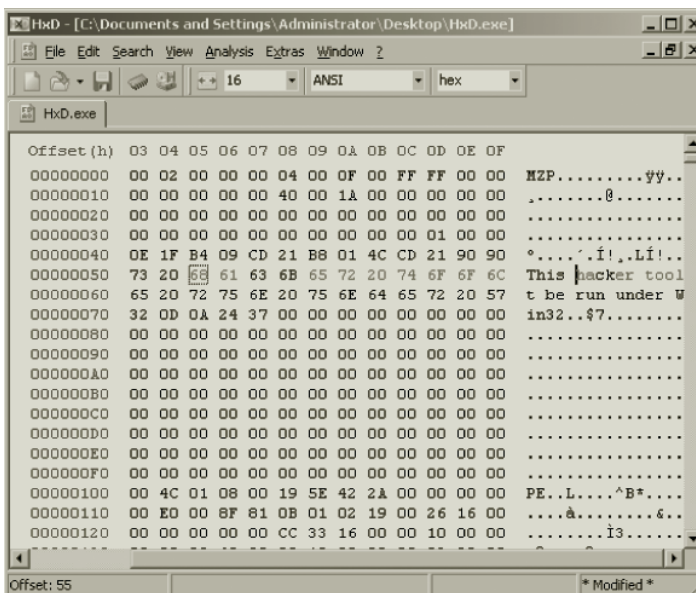 HxD - [C:\Documents and Settings\Administrator\Desktop\HxD.exe]
File Edit Search View Analysis Extras Window ?
16 ANSI hex
HxD.exe
Offset(h) 03 04 05 06 07 08 09 0A 0B 0C 0D 0E 0F
00000000 00 02 00 00 00 04 00 0F 00 FF FF 00 00 MZP.........ÿÿ..
00000010 00 00 00 00 00 40 00 1A 00 00 00 00 00 ¸.......@.......
00000020 00 00 00 00 00 00 00 00 00 00 00 00 00 ................
00000030 00 00 00 00 00 00 00 00 00 00 01 00 00 ................
00000040 0E 1F B4 09 CD 21 B8 01 4C CD 21 90 90 º....´.Í!¸.LÍ!..
00000050 73 20 68 61 63 6B 65 72 20 74 6F 6F 6C This hacker tool
00000060 65 20 72 75 6E 20 75 6E 64 65 72 20 57 t be run under W
00000070 32 0D 0A 24 37 00 00 00 00 00 00 00 00 in32..$7........
00000080 00 00 00 00 00 00 00 00 00 00 00 00 00 ................
00000090 00 00 00 00 00 00 00 00 00 00 00 00 00 ................
000000A0 00 00 00 00 00 00 00 00 00 00 00 00 00 ................
000000B0 00 00 00 00 00 00 00 00 00 00 00 00 00 ................
000000C0 00 00 00 00 00 00 00 00 00 00 00 00 00 ................
000000D0 00 00 00 00 00 00 00 00 00 00 00 00 00 ................
000000E0 00 00 00 00 00 00 00 00 00 00 00 00 00 ................
000000F0 00 00 00 00 00 00 00 00 00 00 00 00 00 ................
00000100 00 4C 01 08 00 19 5E 42 2A 00 00 00 00 PE..L....^B*....
00000110 00 E0 00 8F 81 0B 01 02 19 00 26 16 00 ....à.........&..
00000120 00 00 00 00 00 CC 33 16 00 00 10 00 00 ........Ì3......
Offset: 55 * Modified *